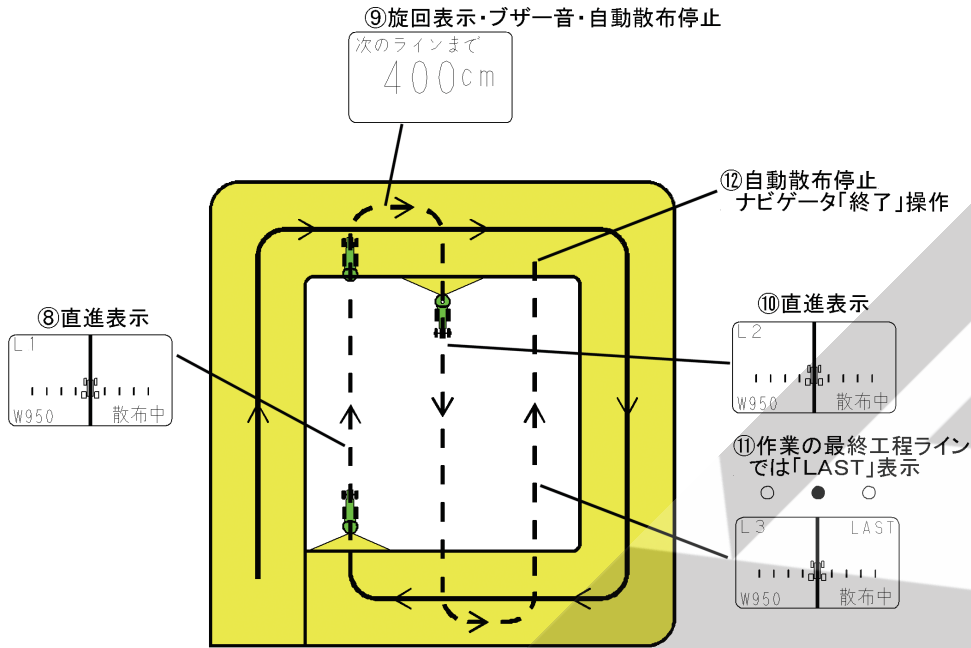 ⑨旋回表示・ブザー音・自動散布停止
次のラインまで
400cm
⑫自動散布停止
ナビゲータ「終了」操作
⑧直進表示
L1
W950 散布中
⑩直進表示
L2
W950 散布中
⑪作業の最終工程ライン
では「LAST」表示
L3 LAST
W950 散布中